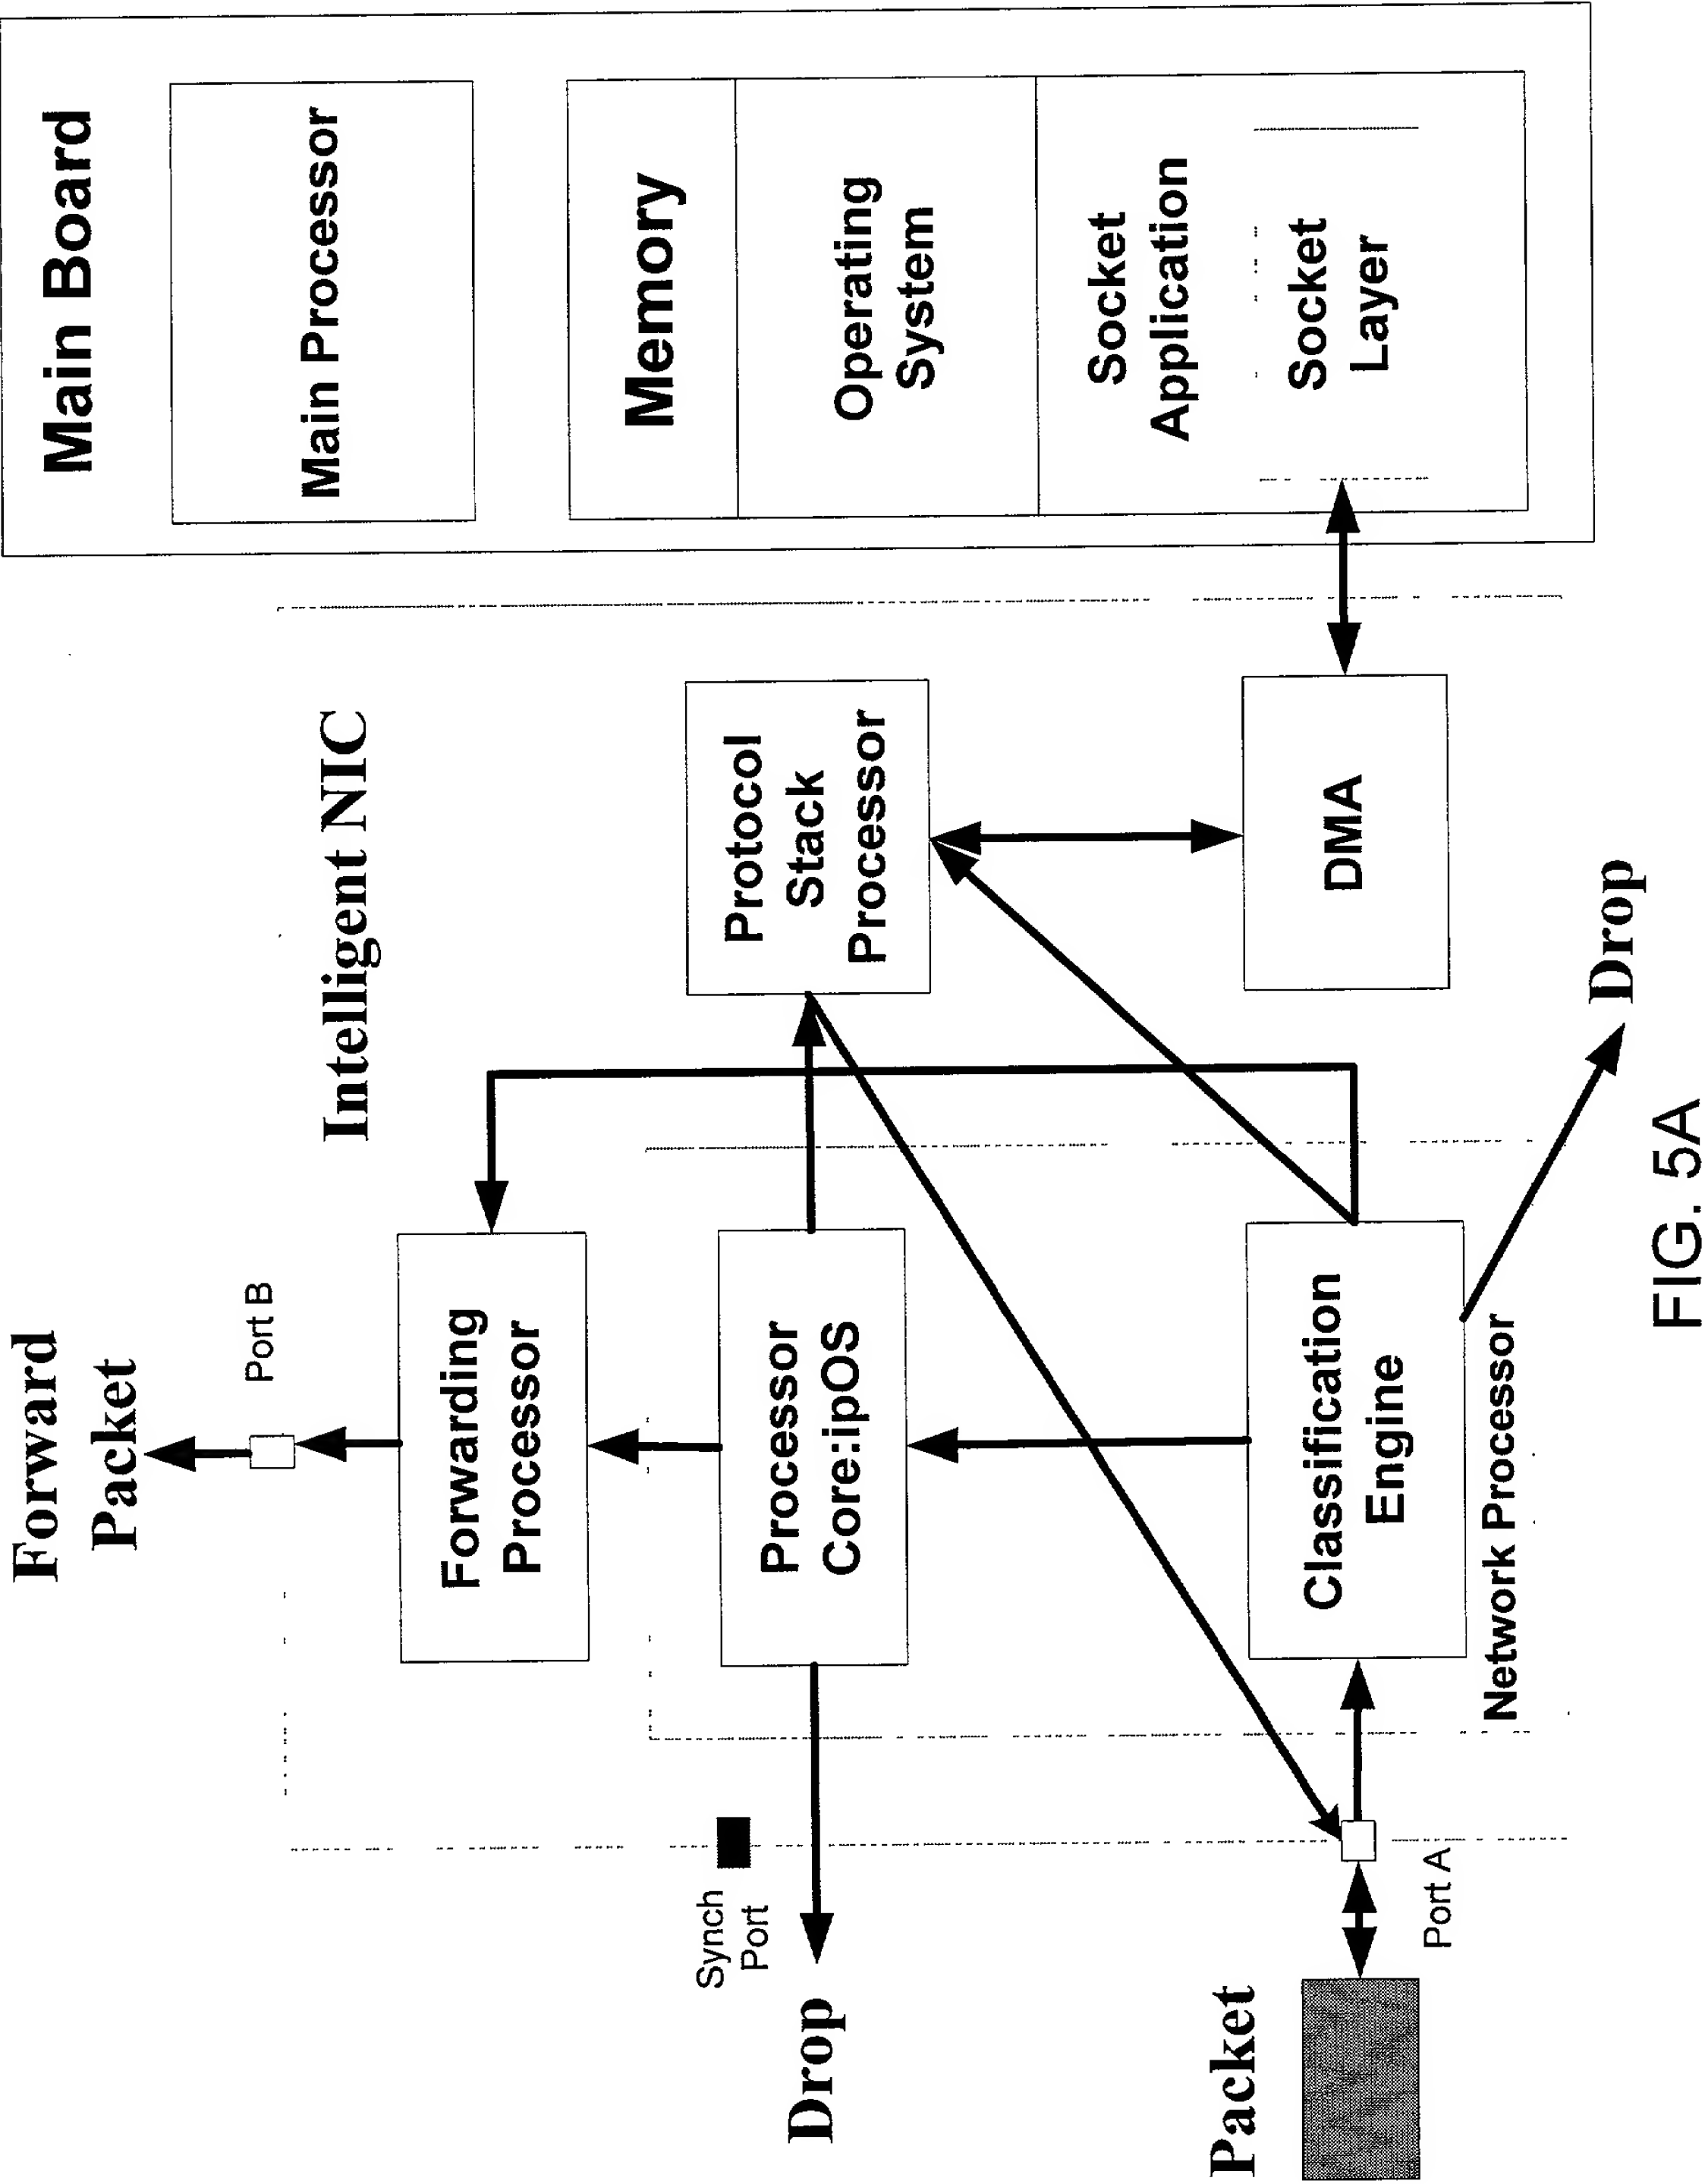 Forward
Packet
Port B
Intelligent NIC
Main Board
Main Processor
Forwarding
Processor
Synch
Port
Drop
Processor
Core:ipOS
Protocol
Stack
Processor
Memory
Operating
System
Socket
Application
Socket
Layer
Packet
Port A
Classification
Engine
Network Processor
DMA
Drop
FIG. 5A